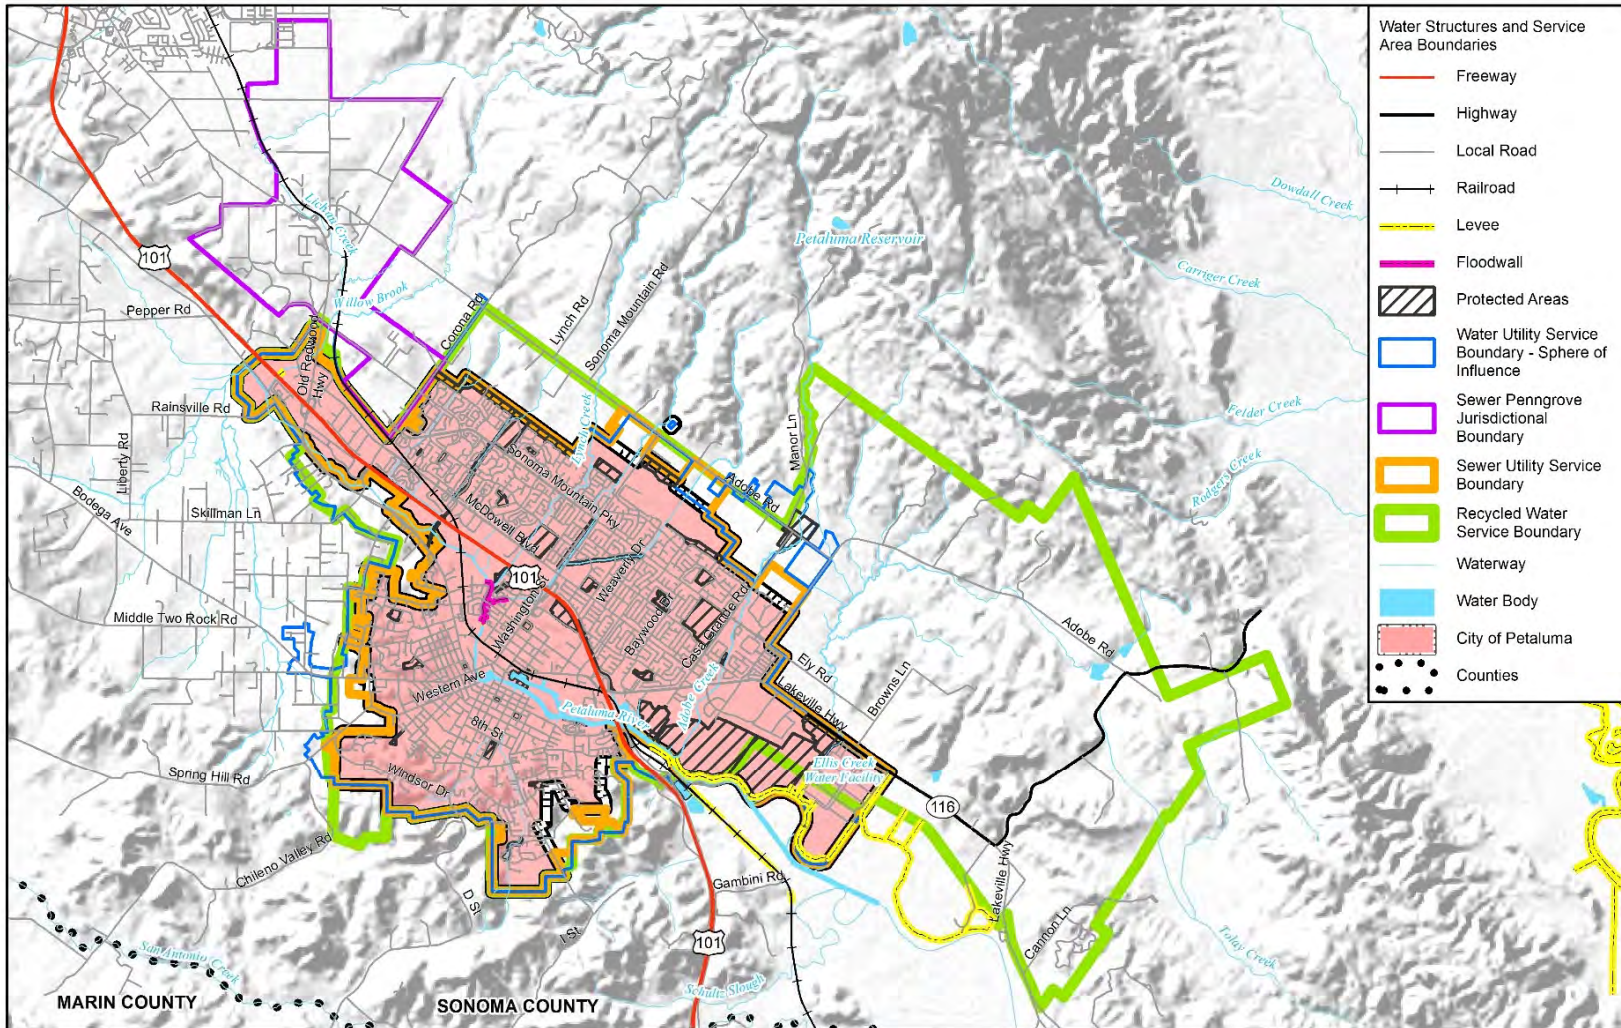 Water Structures and Service
Area Boundaries
Freeway
Highway
Local Road
Railroad
Levee
Floodwall
Protected Areas
Water Utility Service
Boundary - Sphere of
Influence
Sewer Penngrove
Jurisdictional
Boundary
Sewer Utility Service
Boundary
Recycled Water
Service Boundary
Waterway
Water Body
City of Petaluma
Counties
Dowdall Creek
Lichau Creek
Petaluma Reservoir
101
Carriger Creek
Willow Brook
Pepper Rd
Corona Rd
Lynch Rd
Sonoma Mountain Rd
Old Redwood
Hwy
Rainsville Rd
Felder Creek
Lynch Creek
Manor Ln
Liberty Rd
Sonoma Mountain Pky
Bodega Ave
Adobe Rd
Rodgers Creek
Skillman Ln
McDowell Blvd
Weaverly Dr
101
Washington St
Middle Two Rock Rd
Baywood Dr
Casa Grande Rd
Adobe Rd
Ely Rd
Browns Ln
Western Ave
Adobe Creek
Lakeville Hwy
Petaluma River
8th St
Spring Hill Rd
Windsor Dr
Ellis Creek
Water Facility
116
Chileno Valley Rd
Lakeville Hwy
Gambini Rd
D St
I St
Cannon Ln
101
San Antonio Creek
Tolay Creek
Schultz Slough
MARIN COUNTY
SONOMA COUNTY